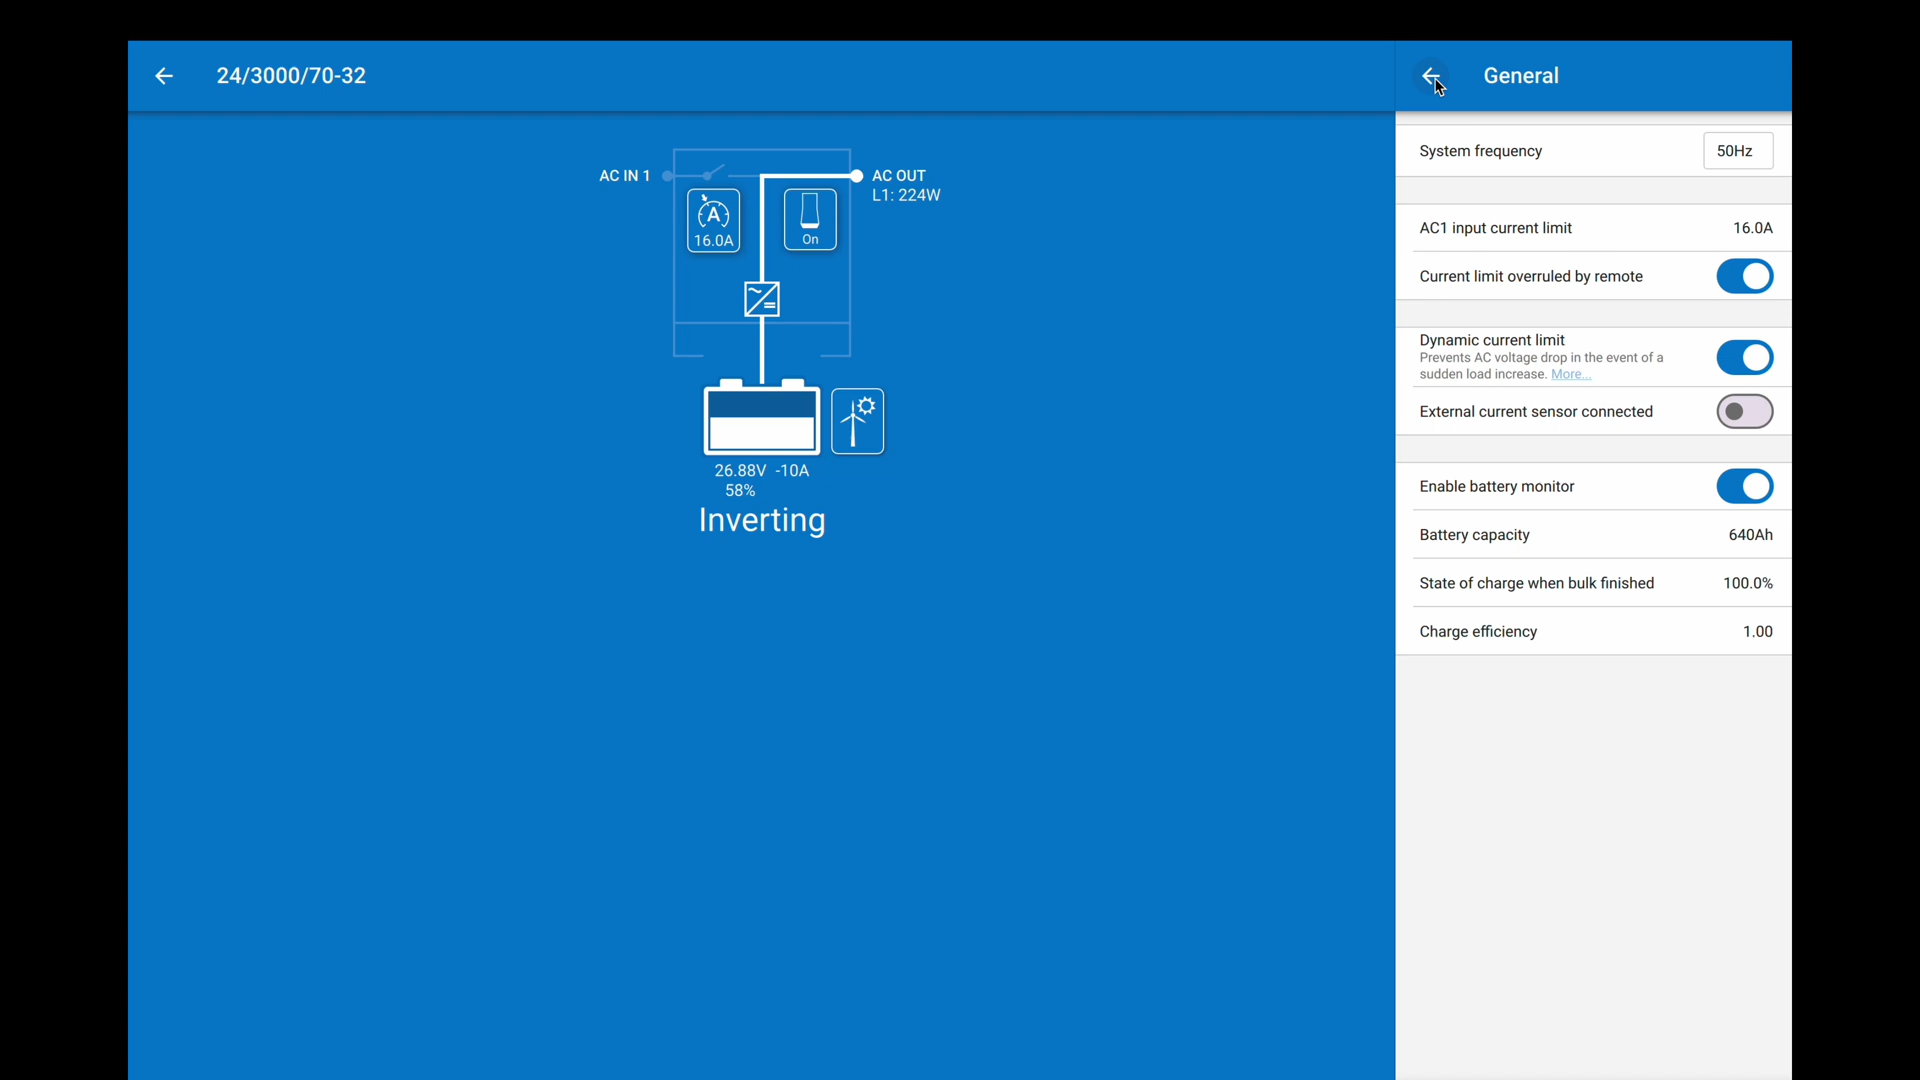 24/3000/70-32
General
AC IN 1
AC OUT
L1: 224W
A
16.0A
On
26.88V -10A
58%
Inverting
System frequency 50Hz
AC1 input current limit 16.0A
Current limit overruled by remote
Dynamic current limit
Prevents AC voltage drop in the event of a
sudden load increase. More...
External current sensor connected
Enable battery monitor
Battery capacity 640Ah
State of charge when bulk finished 100.0%
Charge efficiency 1.00